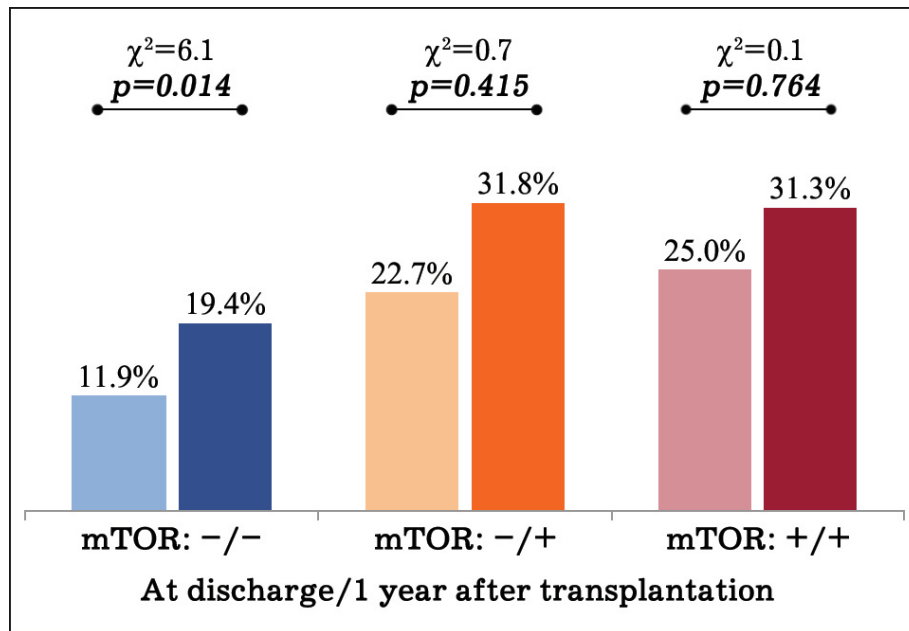 χ²=6.1
p=0.014
χ²=0.7
p=0.415
χ²=0.1
p=0.764
11.9%
19.4%
22.7%
31.8%
25.0%
31.3%
mTOR: −/−
mTOR: −/+
mTOR: +/+
At discharge/1 year after transplantation